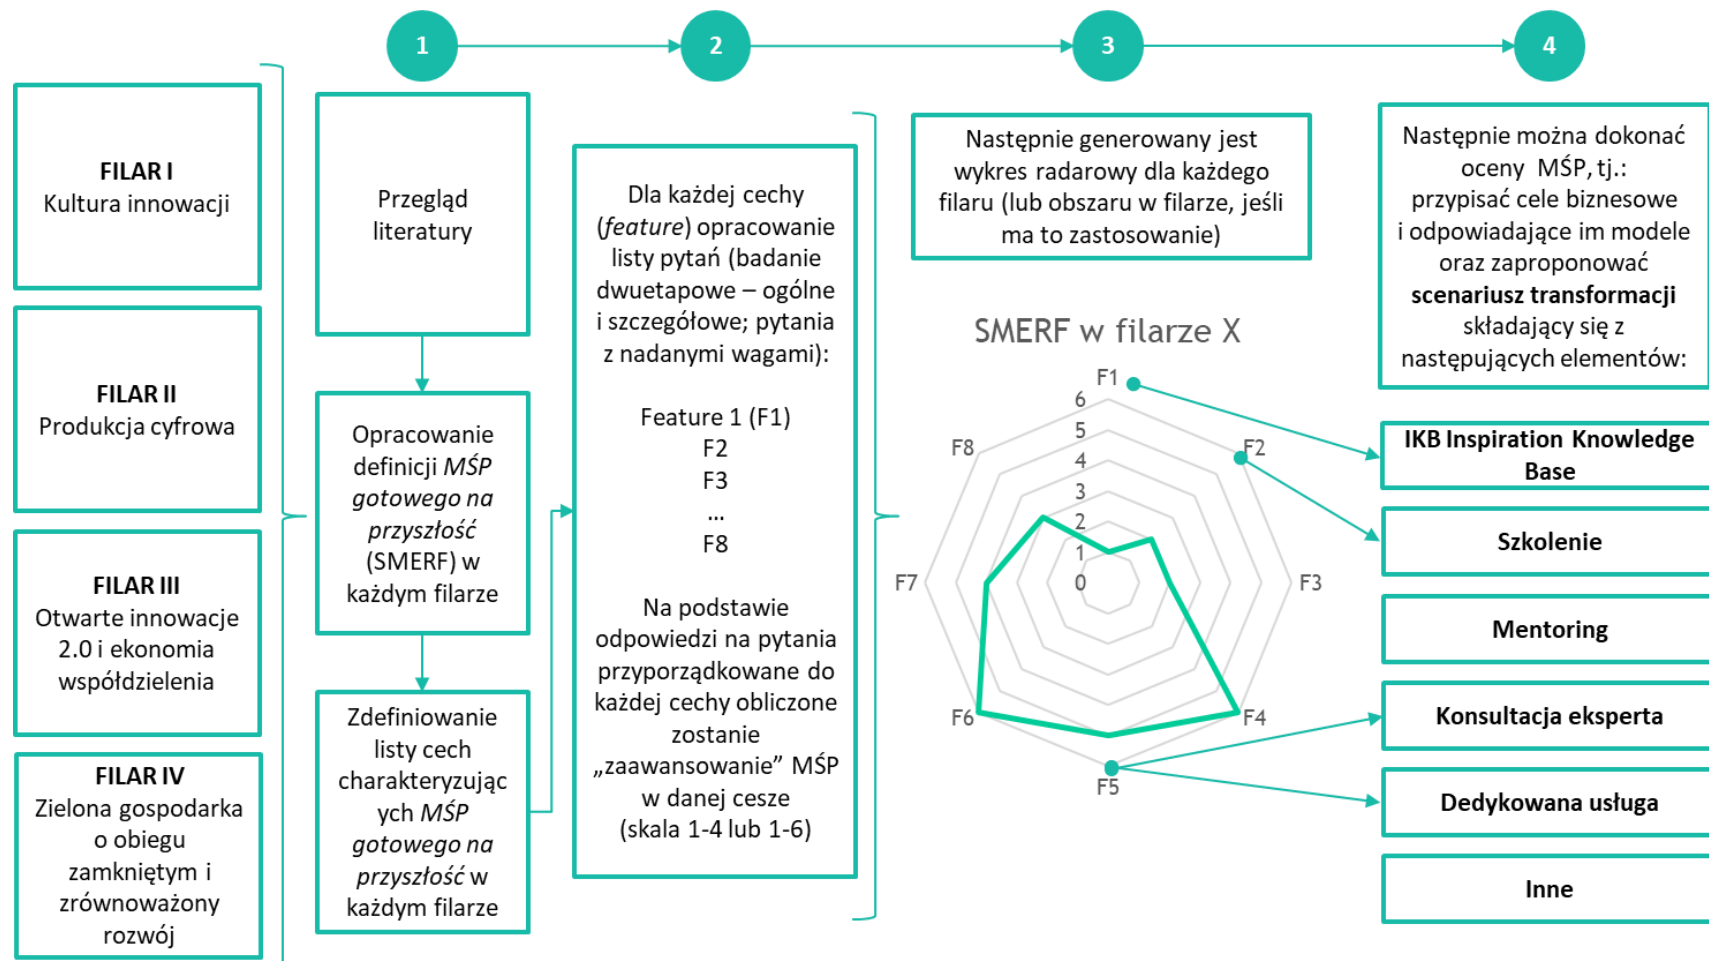 1
2
3
4
FILAR I
Kultura innowacji
FILAR II
Produkcja cyfrowa
FILAR III
Otwarte innowacje
2.0 i ekonomia
współdzielenia
FILAR IV
Zielona gospodarka
o obiegu
zamkniętym i
zrównoważony
rozwój
Przegląd
literatury
Opracowanie
definicji MŚP
gotowego na
przyszłość
(SMERF) w
każdym filarze
Zdefiniowanie
listy cech
charakteryzując
ych MŚP
gotowego na
przyszłość w
każdym filarze
Dla każdej cechy
(feature) opracowanie
listy pytań (badanie
dwuetapowe – ogólne
i szczegółowe; pytania
z nadanymi wagami):
Feature 1 (F1)
F2
F3
...
F8
Na podstawie
odpowiedzi na pytania
przyporządkowane do
każdej cechy obliczone
zostanie
„zaawansowanie” MŚP
w danej cesze
(skala 1-4 lub 1-6)
Następnie generowany jest
wykres radarowy dla każdego
filaru (lub obszaru w filarze, jeśli
ma to zastosowanie)
SMERF w filarze X
F1
F2
F3
F4
F5
F6
F7
F8
6
5
4
3
2
1
0
Następnie można dokonać
oceny MŚP, tj.:
przypisać cele biznesowe
i odpowiadające im modele
oraz zaproponować
scenariusz transformacji
składający się z
następujących elementów:
IKB Inspiration Knowledge
Base
Szkolenie
Mentoring
Konsultacja eksperta
Dedykowana usługa
Inne